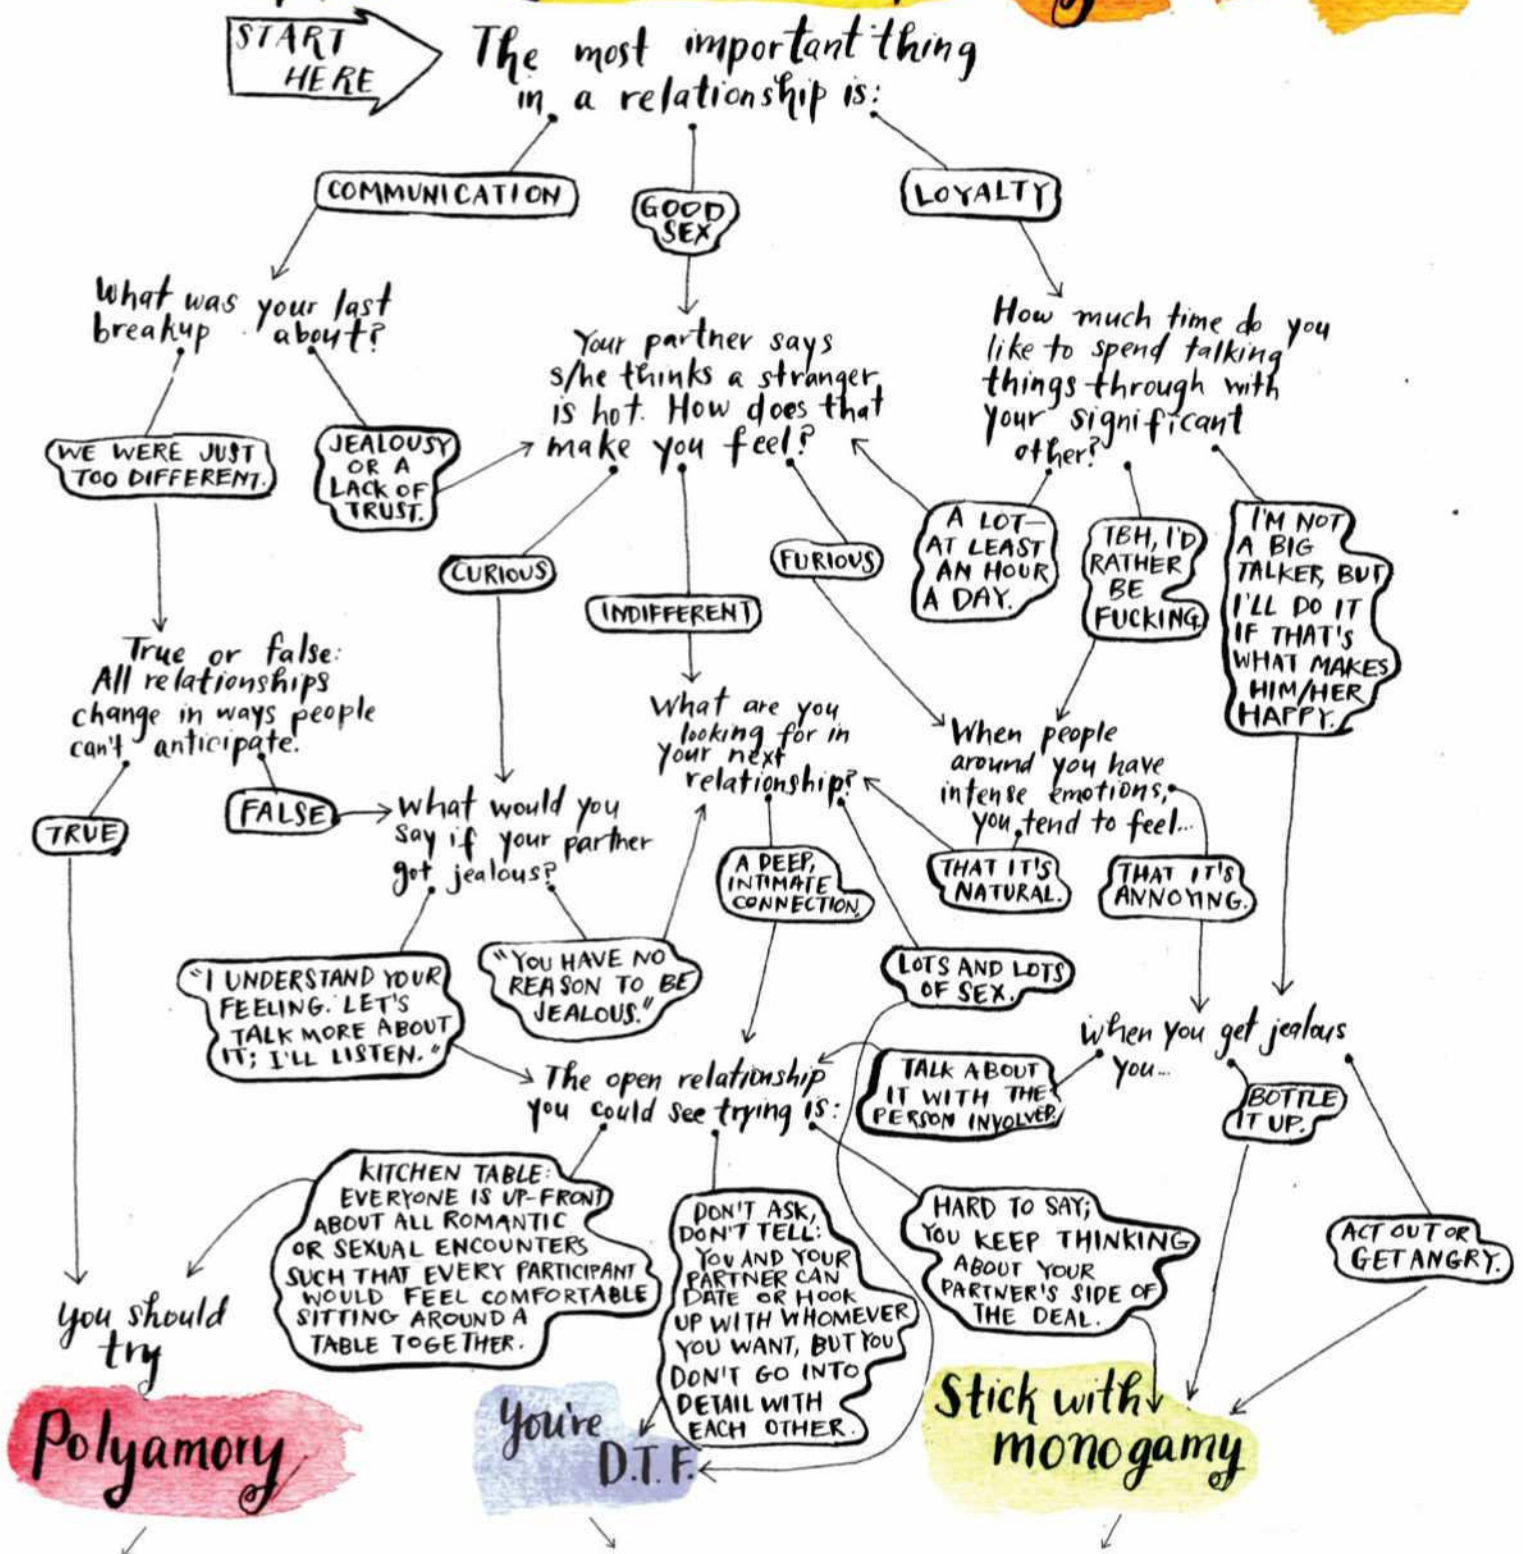 START
HERE
The most important thing
in a relationship is:
COMMUNICATION
GOOD
SEX
LOYALTY
What was your last
breakup about?
Your partner says
s/he thinks a stranger
is hot. How does that
make you feel?
How much time do you
like to spend talking
things through with
your significant
other?
WE WERE JUST
TOO DIFFERENT.
JEALOUSY
OR A
LACK OF
TRUST.
CURIOUS
INDIFFERENT
FURIOUS
A LOT—
AT LEAST
AN HOUR
A DAY.
TBH, I'D
RATHER
BE
FUCKING.
I'M NOT
A BIG
TALKER, BUT
I'LL DO IT
IF THAT'S
WHAT MAKES
HIM/HER
HAPPY.
True or false:
All relationships
change in ways people
can't anticipate.
What are you
looking for in
your next
relationship?
When people
around you have
intense emotions,
you tend to feel...
TRUE
FALSE
What would you
say if your partner
got jealous?
A DEEP,
INTIMATE
CONNECTION.
THAT IT'S
NATURAL.
THAT IT'S
ANNOYING.
"I UNDERSTAND YOUR
FEELING. LET'S
TALK MORE ABOUT
IT; I'LL LISTEN."
"YOU HAVE NO
REASON TO BE
JEALOUS."
LOTS AND LOTS
OF SEX.
When you get jealous
you...
The open relationship
you could see trying is:
TALK ABOUT
IT WITH THE
PERSON INVOLVED.
BOTTLE
IT UP.
ACT OUT OR
GET ANGRY.
KITCHEN TABLE:
EVERYONE IS UP-FRONT
ABOUT ALL ROMANTIC
OR SEXUAL ENCOUNTERS
SUCH THAT EVERY PARTICIPANT
WOULD FEEL COMFORTABLE
SITTING AROUND A
TABLE TOGETHER.
DON'T ASK,
DON'T TELL:
YOU AND YOUR
PARTNER CAN
DATE OR HOOK
UP WITH WHOMEVER
YOU WANT, BUT YOU
DON'T GO INTO
DETAIL WITH
EACH OTHER.
HARD TO SAY;
YOU KEEP THINKING
ABOUT YOUR
PARTNER'S SIDE OF
THE DEAL.
You should
try
Polyamory
You're
D.T.F.
Stick with
monogamy